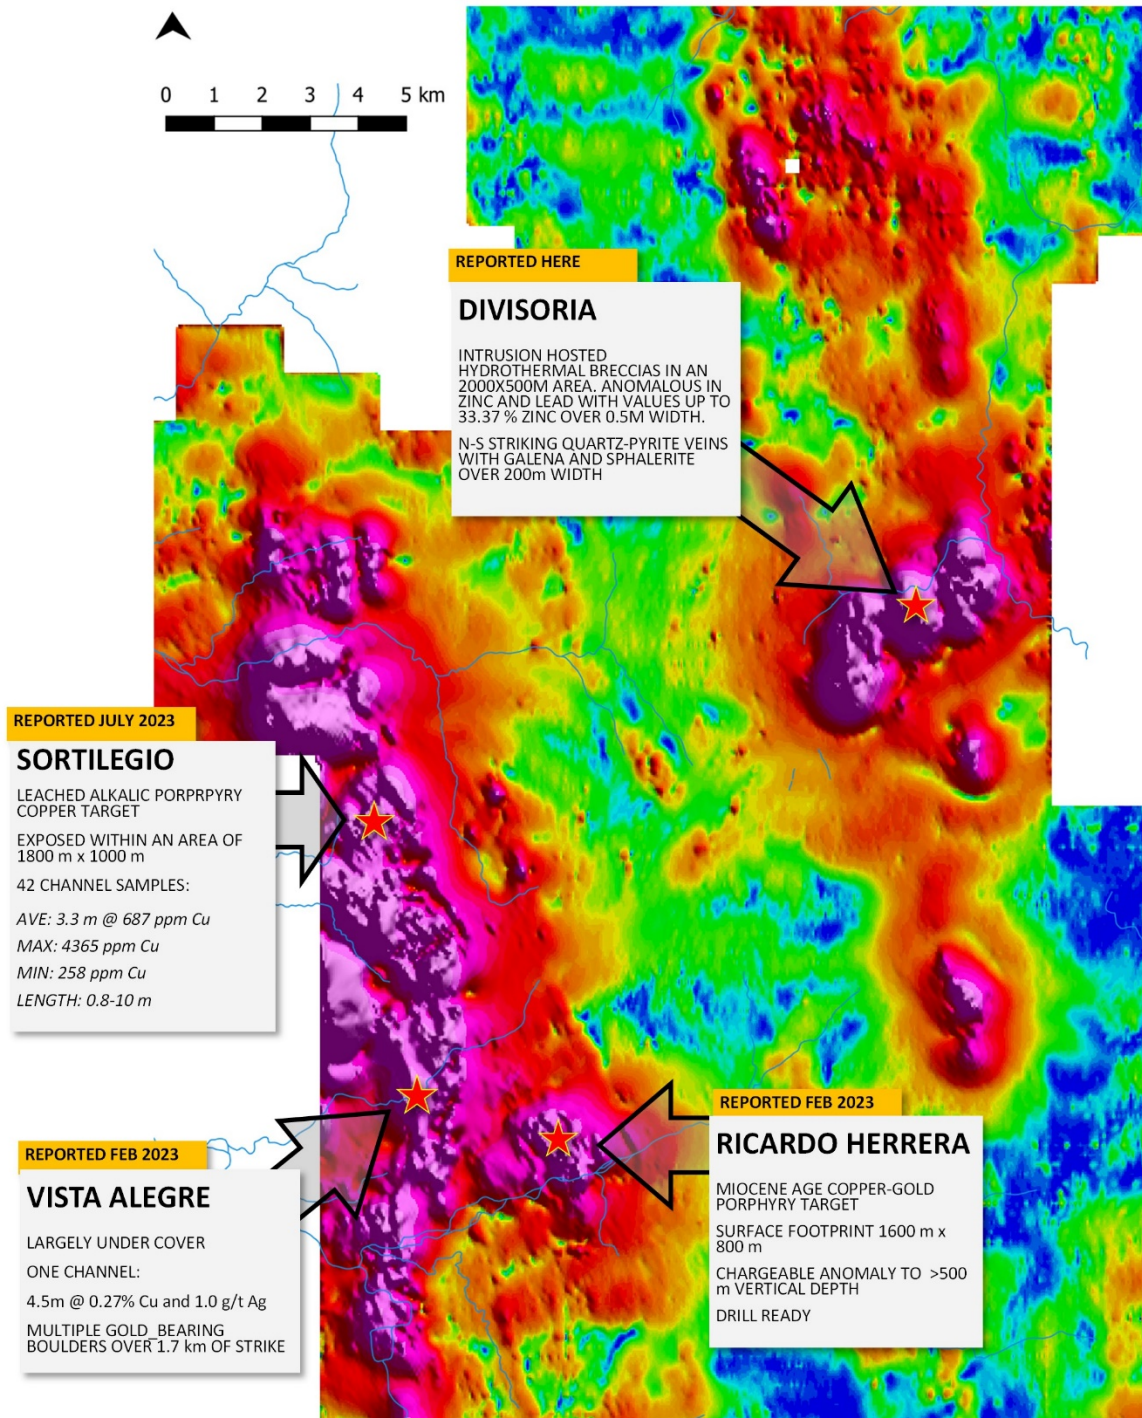 0 1 2 3 4 5 km
REPORTED HERE
DIVISORIA
INTRUSION HOSTED
HYDROTHERMAL BRECCIAS IN AN
2000X500M AREA. ANOMALOUS IN
ZINC AND LEAD WITH VALUES UP TO
33.37 % ZINC OVER 0.5M WIDTH.
N-S STRIKING QUARTZ-PYRITE VEINS
WITH GALENA AND SPHALERITE
OVER 200m WIDTH
REPORTED JULY 2023
SORTILEGIO
LEACHED ALKALIC PORPRPYRY
COPPER TARGET
EXPOSED WITHIN AN AREA OF
1800 m x 1000 m
42 CHANNEL SAMPLES:
AVE: 3.3 m @ 687 ppm Cu
MAX: 4365 ppm Cu
MIN: 258 ppm Cu
LENGTH: 0.8-10 m
REPORTED FEB 2023
VISTA ALEGRE
LARGELY UNDER COVER
ONE CHANNEL:
4.5m @ 0.27% Cu and 1.0 g/t Ag
MULTIPLE GOLD_BEARING
BOULDERS OVER 1.7 km OF STRIKE
REPORTED FEB 2023
RICARDO HERRERA
MIOCENE AGE COPPER-GOLD
PORPHYRY TARGET
SURFACE FOOTPRINT 1600 m x
800 m
CHARGEABLE ANOMALY TO >500
m VERTICAL DEPTH
DRILL READY